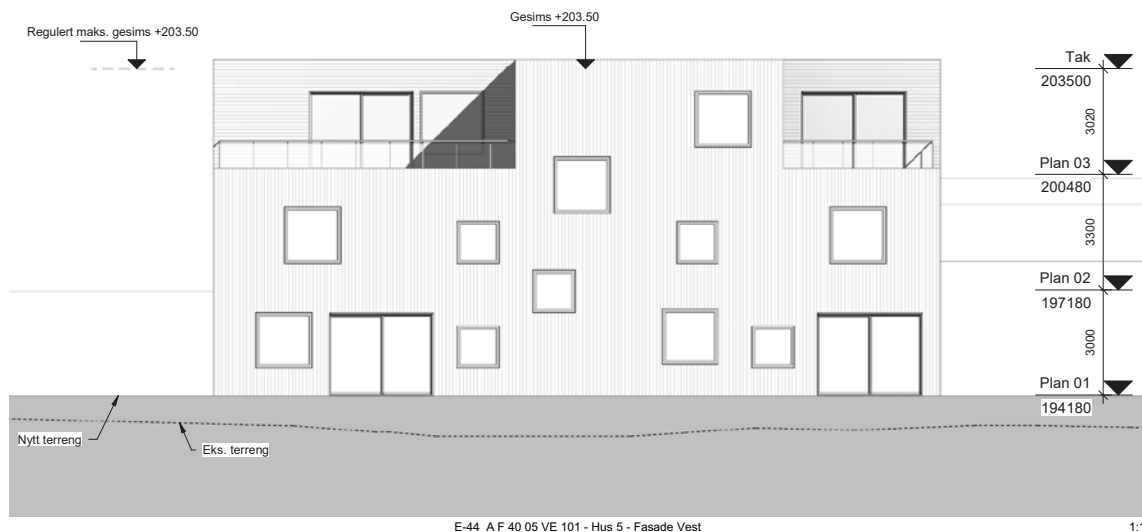 Gesims +203.50
Regulert maks. gesims +203.50
Tak
203500
3020
Plan 03
200480
3300
Plan 02
197180
3000
Plan 01
194180
Nytt terreng
Eks. terreng
E-44 A F 40 05 VE 101 - Hus 5 - Fasade Vest